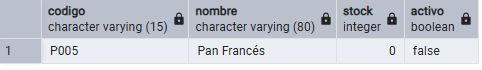 codigo nombre stock activo
character varying (15) character varying (80) integer boolean
1 P005 Pan Francés 0 false